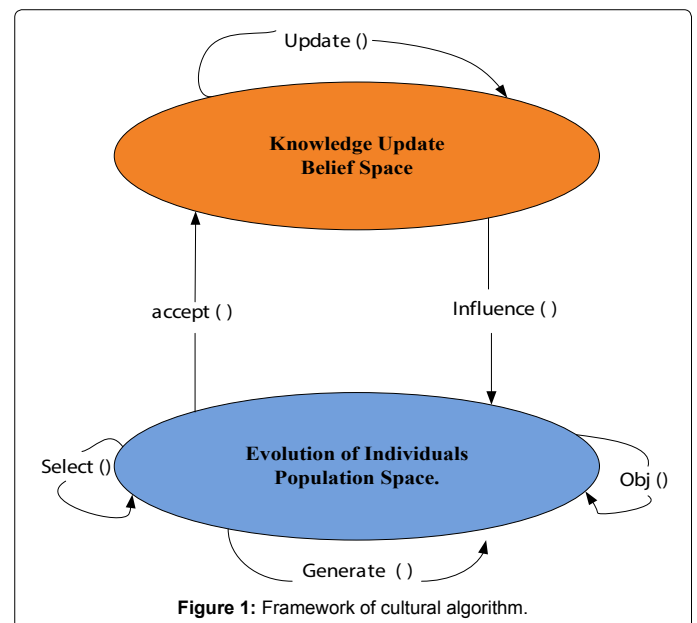 Update ()
Knowledge Update
Belief Space
accept ( )
Influence ( )
Evolution of Individuals
Population Space.
Select ()
Obj ()
Generate ( )
Figure 1: Framework of cultural algorithm.